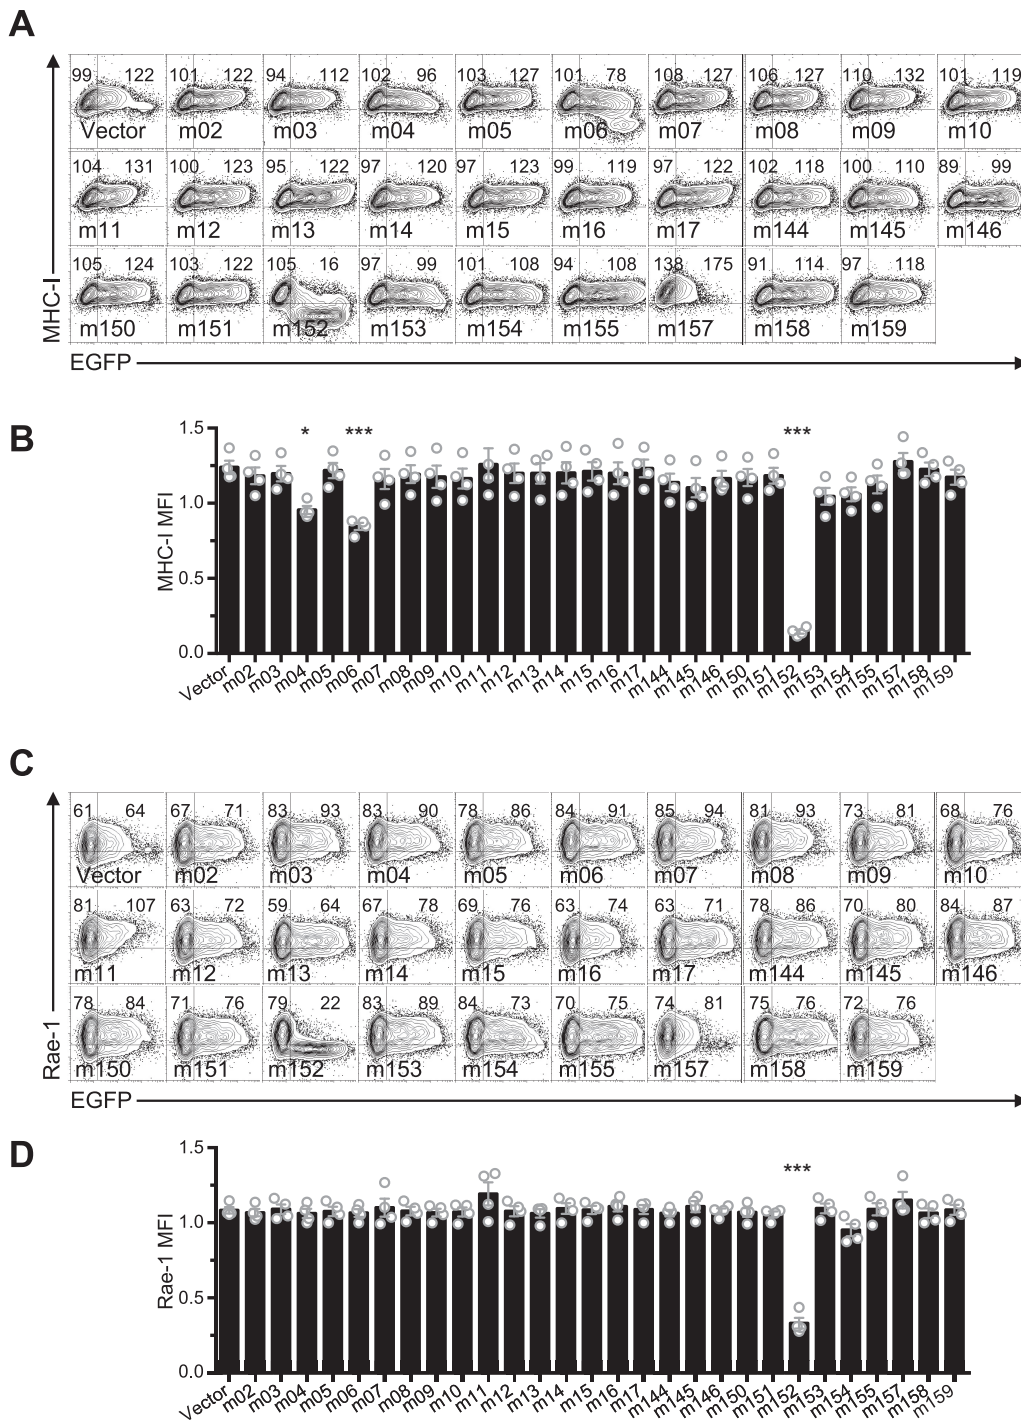 A
99 122 101 122 94 112 102 96 103 127 101 78 108 127 106 127 110 132 101 119
Vector m02 m03 m04 m05 m06 m07 m08 m09 m10
104 131 100 123 95 122 97 120 97 123 99 119 97 122 102 118 100 110 89 99
m11 m12 m13 m14 m15 m16 m17 m144 m145 m146
105 124 103 122 105 16 97 99 101 108 94 108 138 175 91 114 97 118
m150 m151 m152 m153 m154 m155 m157 m158 m159
MHC-I
EGFP
B
* *** ***
1.5
1.0
0.5
0.0
MHC-I MFI
Vector m02 m03 m04 m05 m06 m07 m08 m09 m10 m11 m12 m13 m14 m15 m16 m17 m144 m145 m146 m150 m151 m152 m153 m154 m155 m157 m158 m159
C
61 64 67 71 83 93 83 90 78 86 84 91 85 94 81 93 73 81 68 76
Vector m02 m03 m04 m05 m06 m07 m08 m09 m10
81 107 63 72 59 64 67 78 69 76 63 74 63 71 78 86 70 80 84 87
m11 m12 m13 m14 m15 m16 m17 m144 m145 m146
78 84 71 76 79 22 83 89 84 73 70 75 74 81 75 76 72 76
m150 m151 m152 m153 m154 m155 m157 m158 m159
Rae-1
EGFP
D
***
1.5
1.0
0.5
0.0
Rae-1 MFI
Vector m02 m03 m04 m05 m06 m07 m08 m09 m10 m11 m12 m13 m14 m15 m16 m17 m144 m145 m146 m150 m151 m152 m153 m154 m155 m157 m158 m159